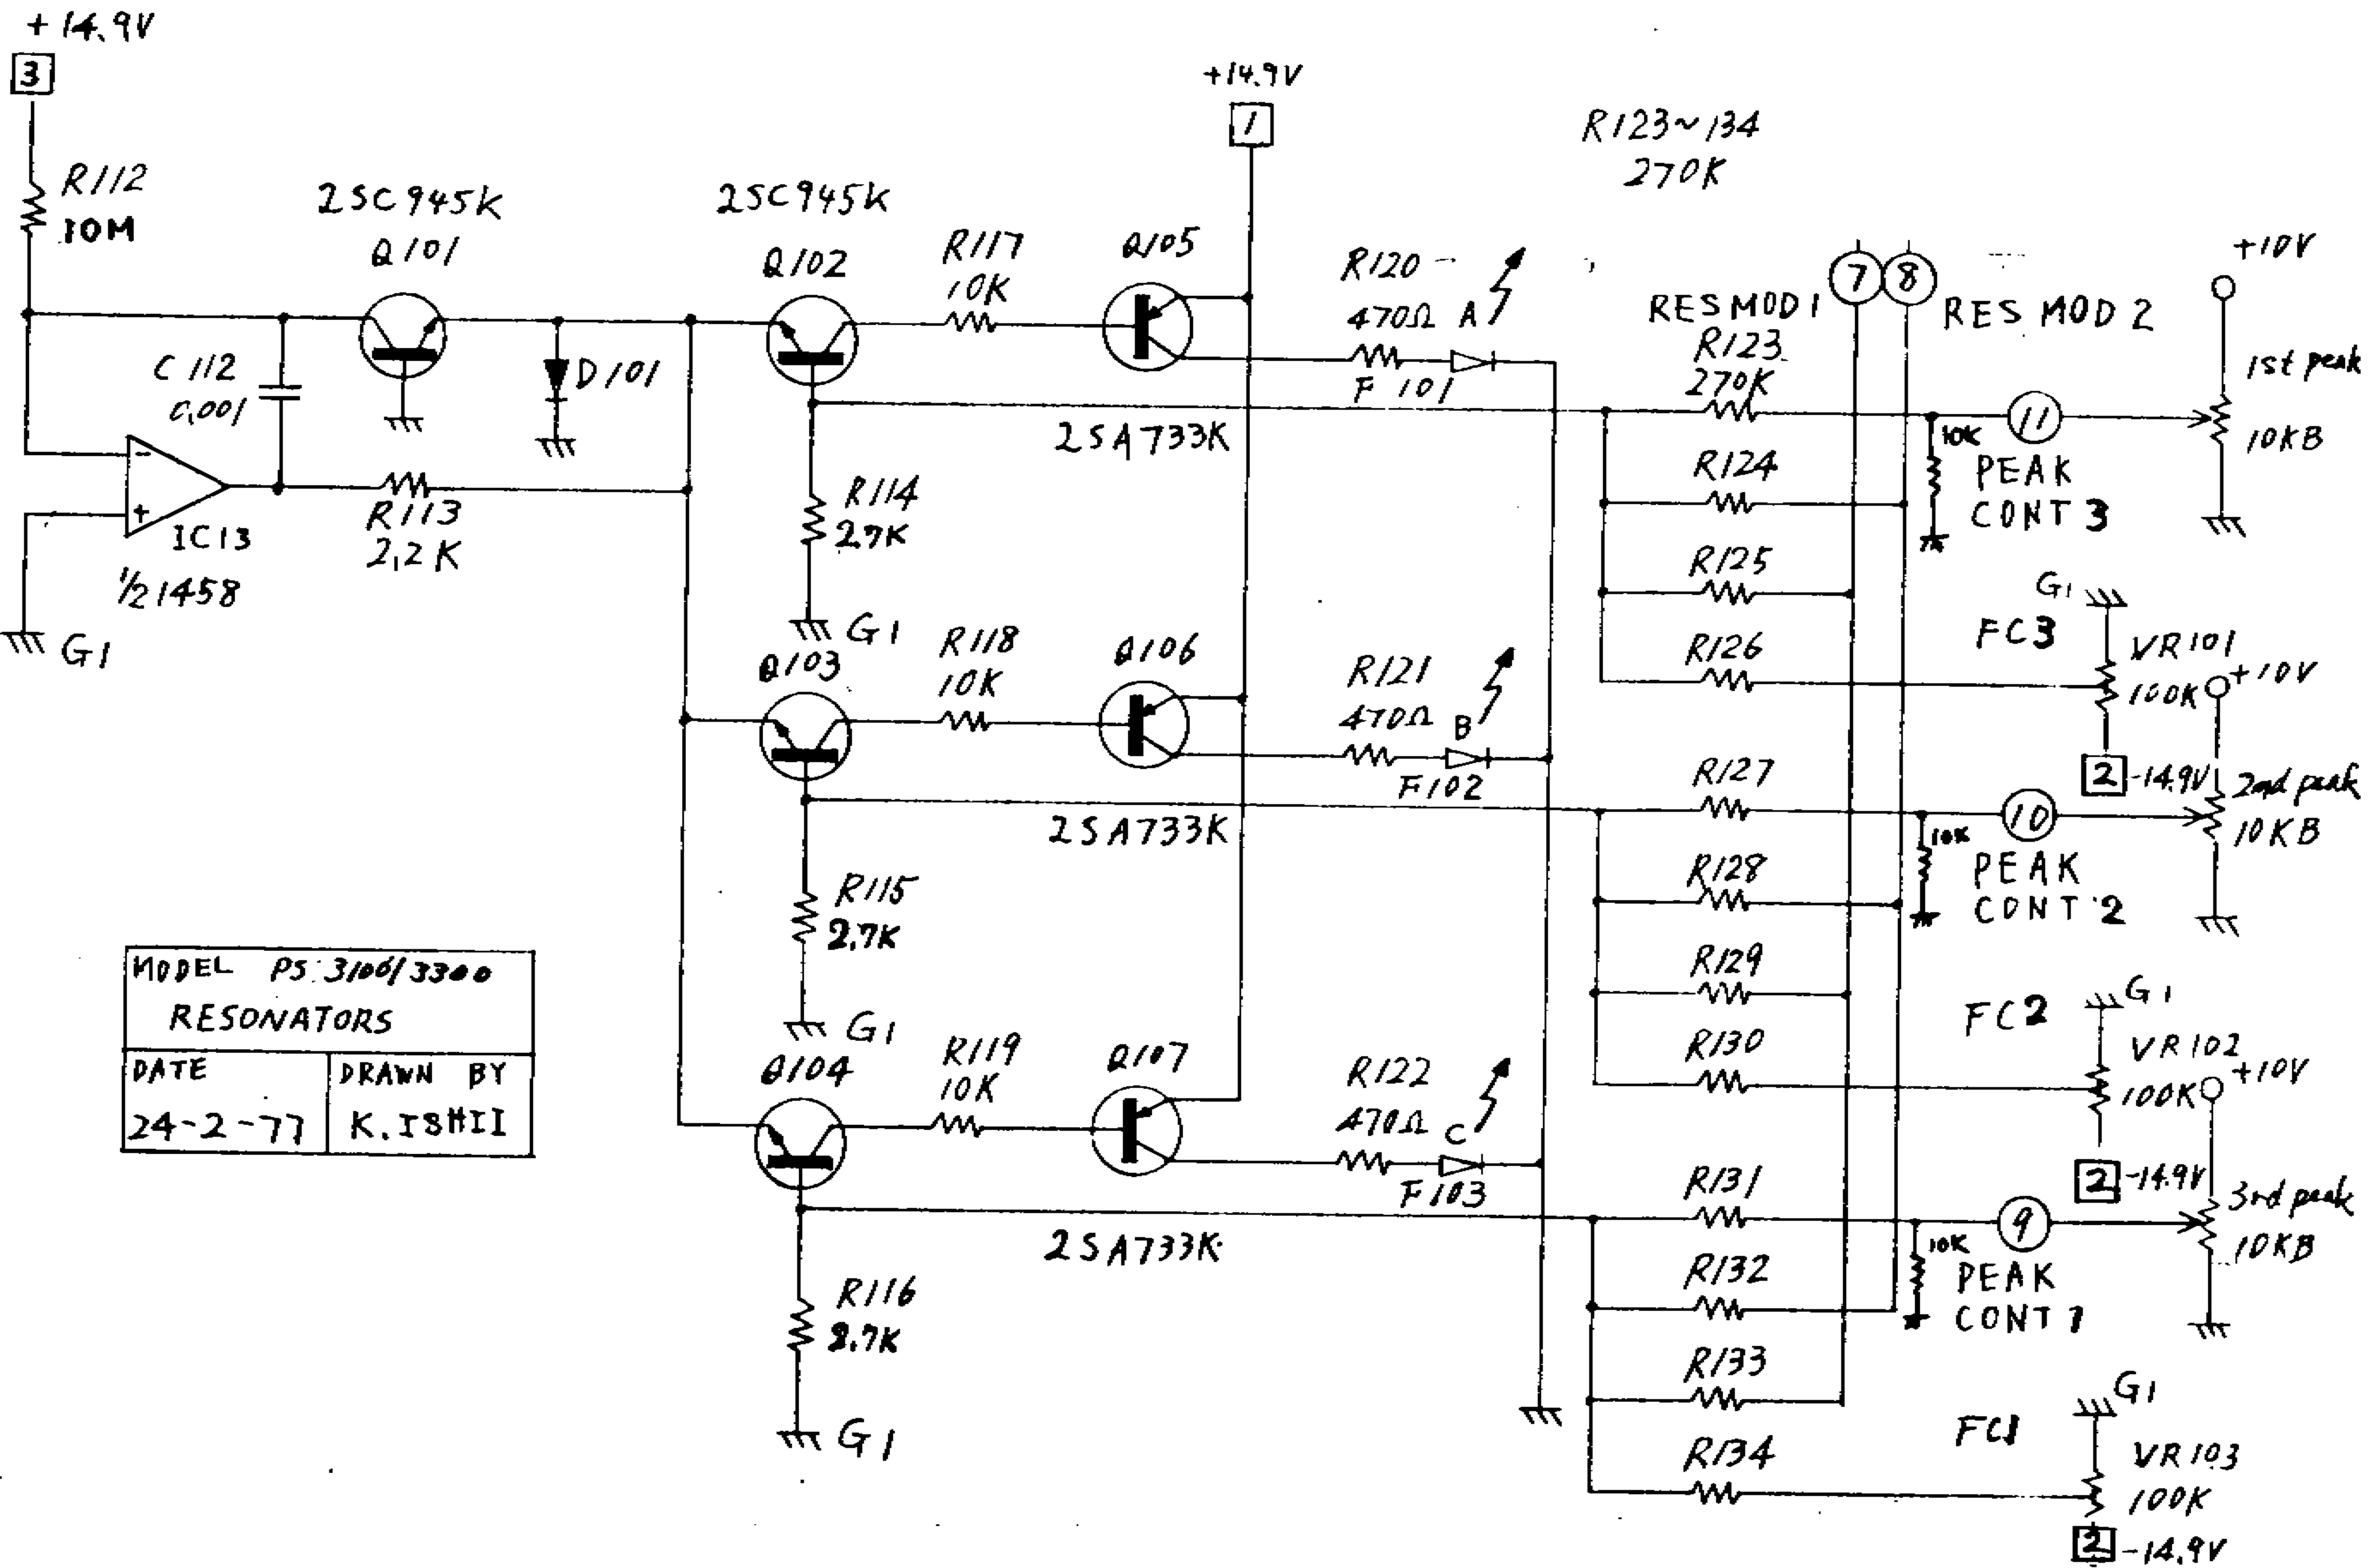 +14.9V
3
R112
10M
2SC945K
Q101
C112
0.001
D101
IC13
1/2 1458
R113
2.2K
G1
2SC945K
Q102
R117
10K
Q105
+14.9V
1
R120
470Ω A
F 101
2SA733K
R114
2.7K
G1
Q103
R118
10K
Q106
R121
470Ω B
F102
2SA733K
R115
2.7K
G1
Q104
R119
10K
Q107
R122
470Ω C
F103
2SA733K
R116
2.7K
G1
R123~134
270K
7
8
RES MOD 1
RES MOD 2
R123
270K
R124
R125
R126
10K
11
PEAK
CONT 3
+10V
1st peak
10KB
G1
FC3
VR101
100K
2
-14.9V
R127
R128
R129
R130
10K
10
PEAK
CONT 2
+10V
2nd peak
10KB
G1
FC2
VR102
100K
2
-14.9V
R131
R132
R133
R134
10K
9
PEAK
CONT 1
+10V
3rd peak
10KB
G1
FC1
VR103
100K
2
-14.9V
MODEL PS 3100/3300
RESONATORS
DATE
24-2-77
DRAWN BY
K.ISHII